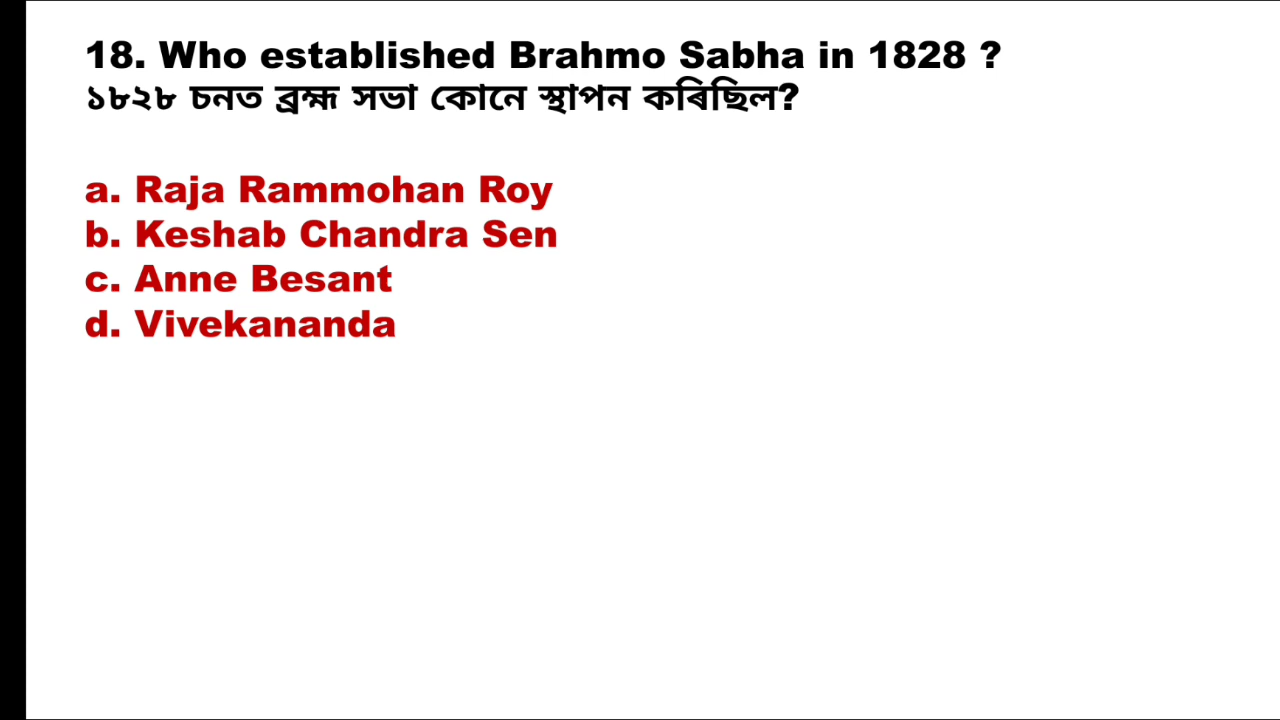 18. Who established Brahmo Sabha in 1828 ?
১৮২৮ চনত ব্ৰহ্ম সভা কোনে স্থাপন কৰিছিল?
a. Raja Rammohan Roy
b. Keshab Chandra Sen
c. Anne Besant
d. Vivekananda